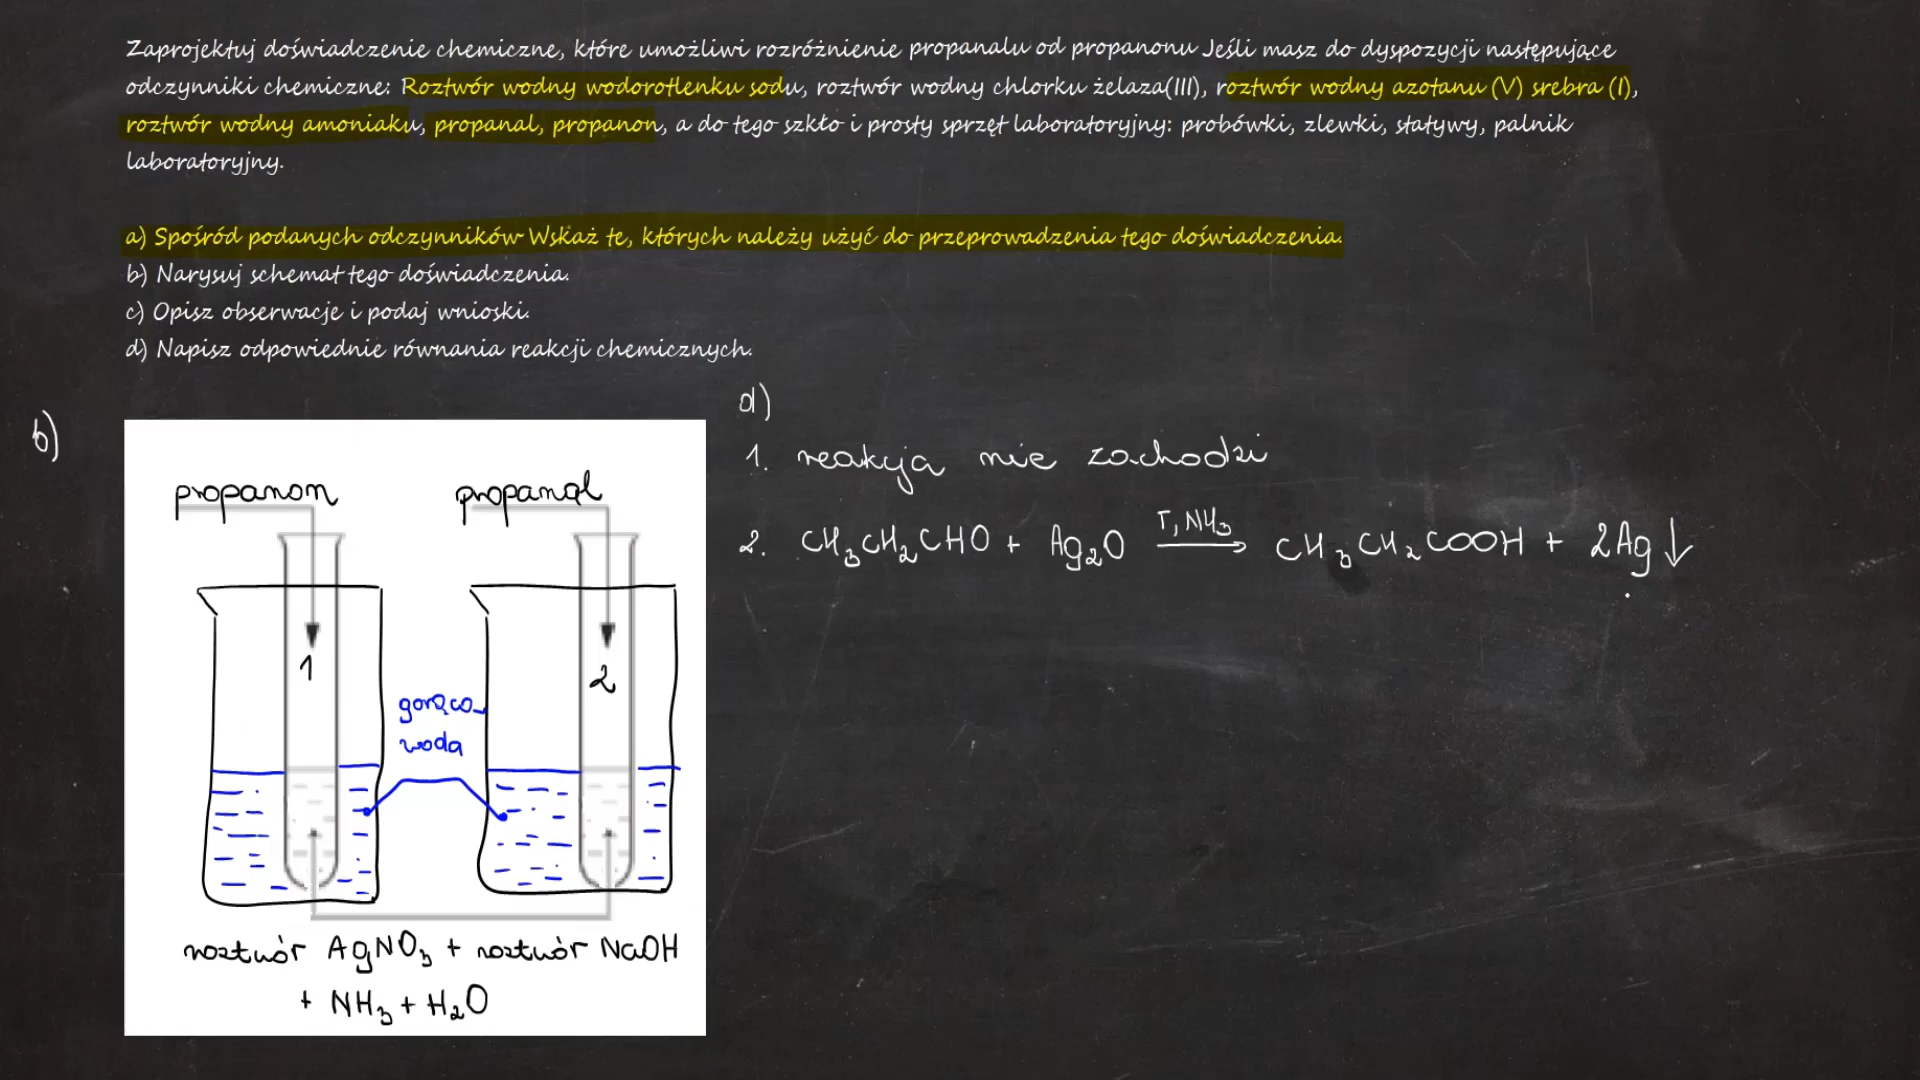 Zaprojektuj doświadczenie chemiczne, które umożliwi rozróżnienie propanalu od propanonu Jeśli masz do dyspozycji następujące
odczynniki chemiczne: Roztwór wodny wodorotlenku sodu, roztwór wodny chlorku żelaza(III), roztwór wodny azotanu (V) srebra (I),
roztwór wodny amoniaku, propanal, propanon, a do tego szkło i prosty sprzęt laboratoryjny: probówki, zlewki, statywy, palnik
laboratoryjny.
a) Spośród podanych odczynników Wskaż te, których należy użyć do przeprowadzenia tego doświadczenia.
b) Narysuj schemat tego doświadczenia.
c) Opisz obserwacje i podaj wnioski.
d) Napisz odpowiednie równania reakcji chemicznych.
b)
propanon propanal
1 2
gorąca
woda
roztwór AgNO₃ + roztwór NaOH
+ NH₃ + H₂O
d)
1. reakcja nie zachodzi
2. CH₃CH₂CHO + Ag₂O T, NH₃ → CH₃CH₂COOH + 2Ag↓